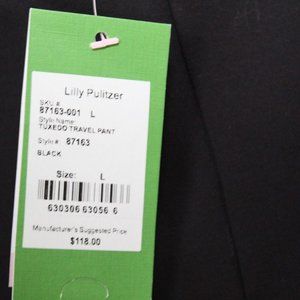 Lilly Pulitzer
SKU #:
87163-001 L
Style Name:
TUXEDO TRAVEL PANT
Style #: 87163
BLACK
Size: L
630306 63056 6
Manufacturer's Suggested Price
$118.00